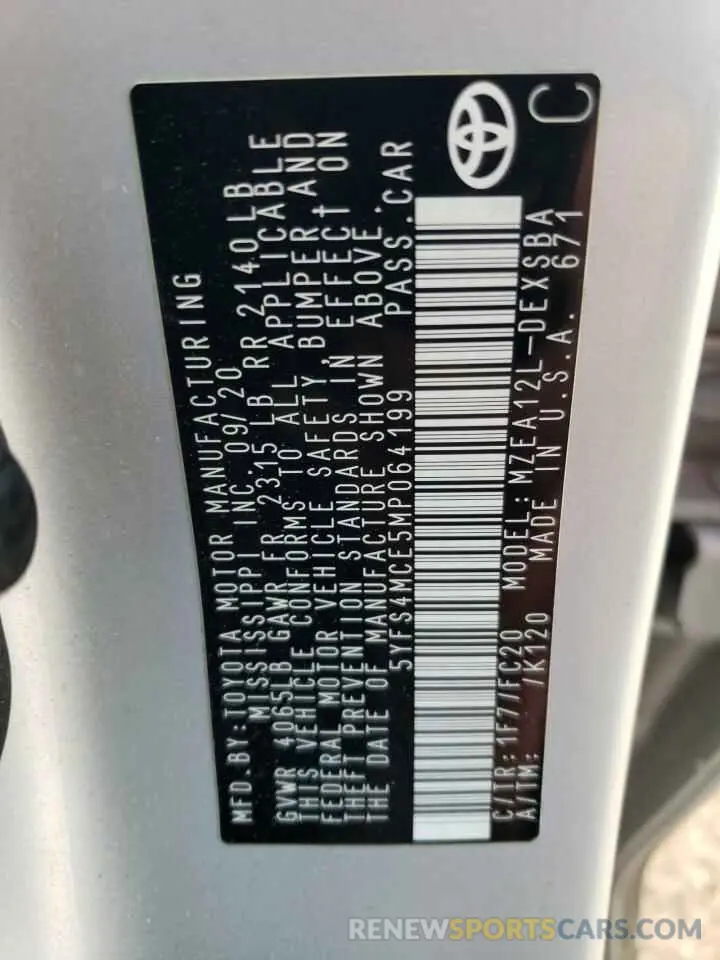 MFD.BY:TOYOTA MOTOR MANUFACTURING
MISSISSIPPI INC. 09/20
GVWR 4065LB GAWR FR 2315 LB RR 2140LB
THIS VEHICLE CONFORMS TO ALL APPLICABLE
FEDERAL MOTOR VEHICLE SAFETY, BUMPER AND
THEFT PREVENTION STANDARDS IN EFFECT ON
THE DATE OF MANUFACTURE SHOWN ABOVE.
5YFS4MCE5MP064199 PASS.CAR
C/TR:1F7/FC20 MODEL:MZEA12L-DEXSBA
A/TM: /K120 MADE IN U.S.A. 671
C
RENEWSPORTSCARS.COM